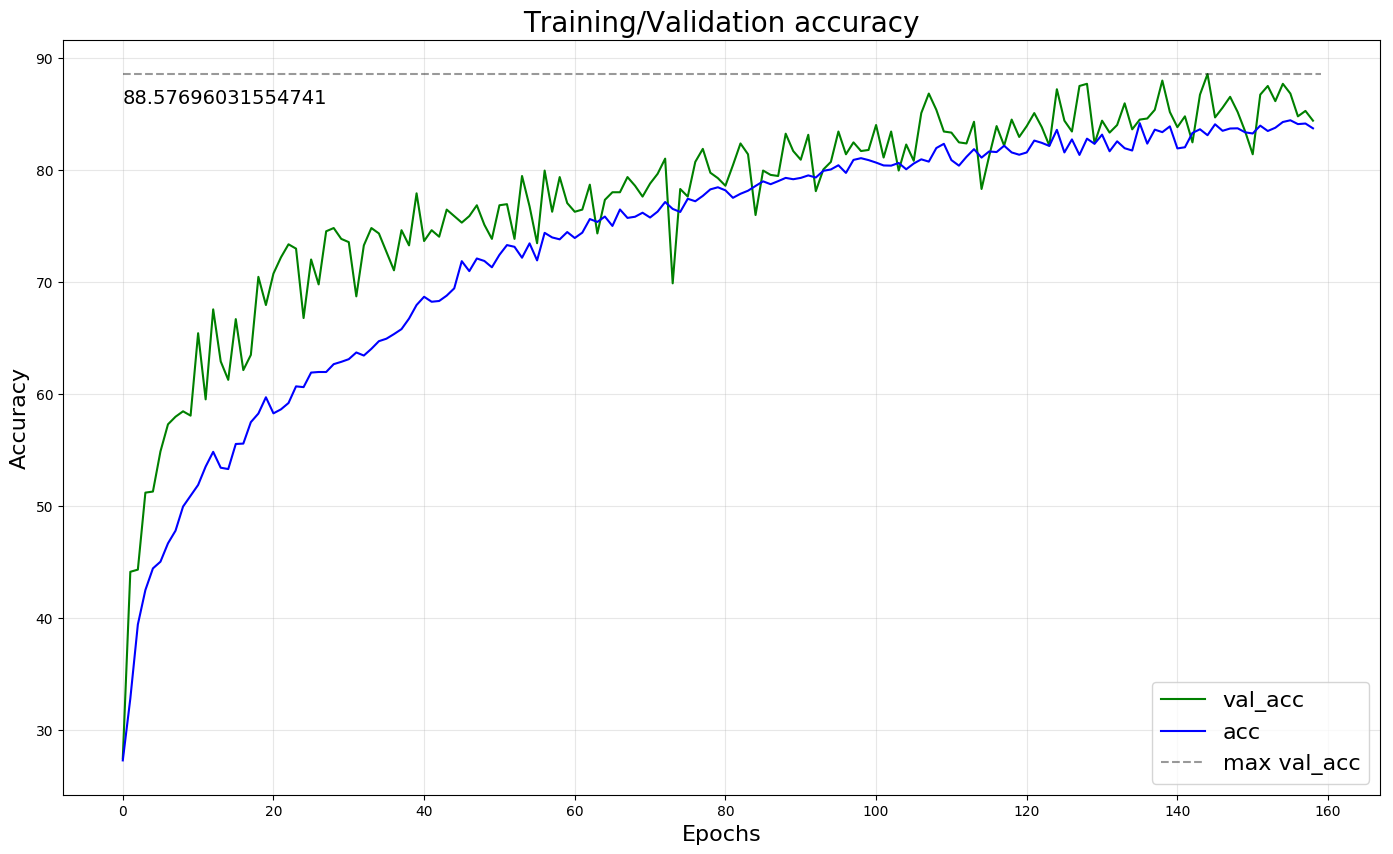 Training/Validation accuracy
90
88.57696031554741
80
70
60
50
40
30
Accuracy
val_acc
acc
max val_acc
0 20 40 60 80 100 120 140 160
Epochs